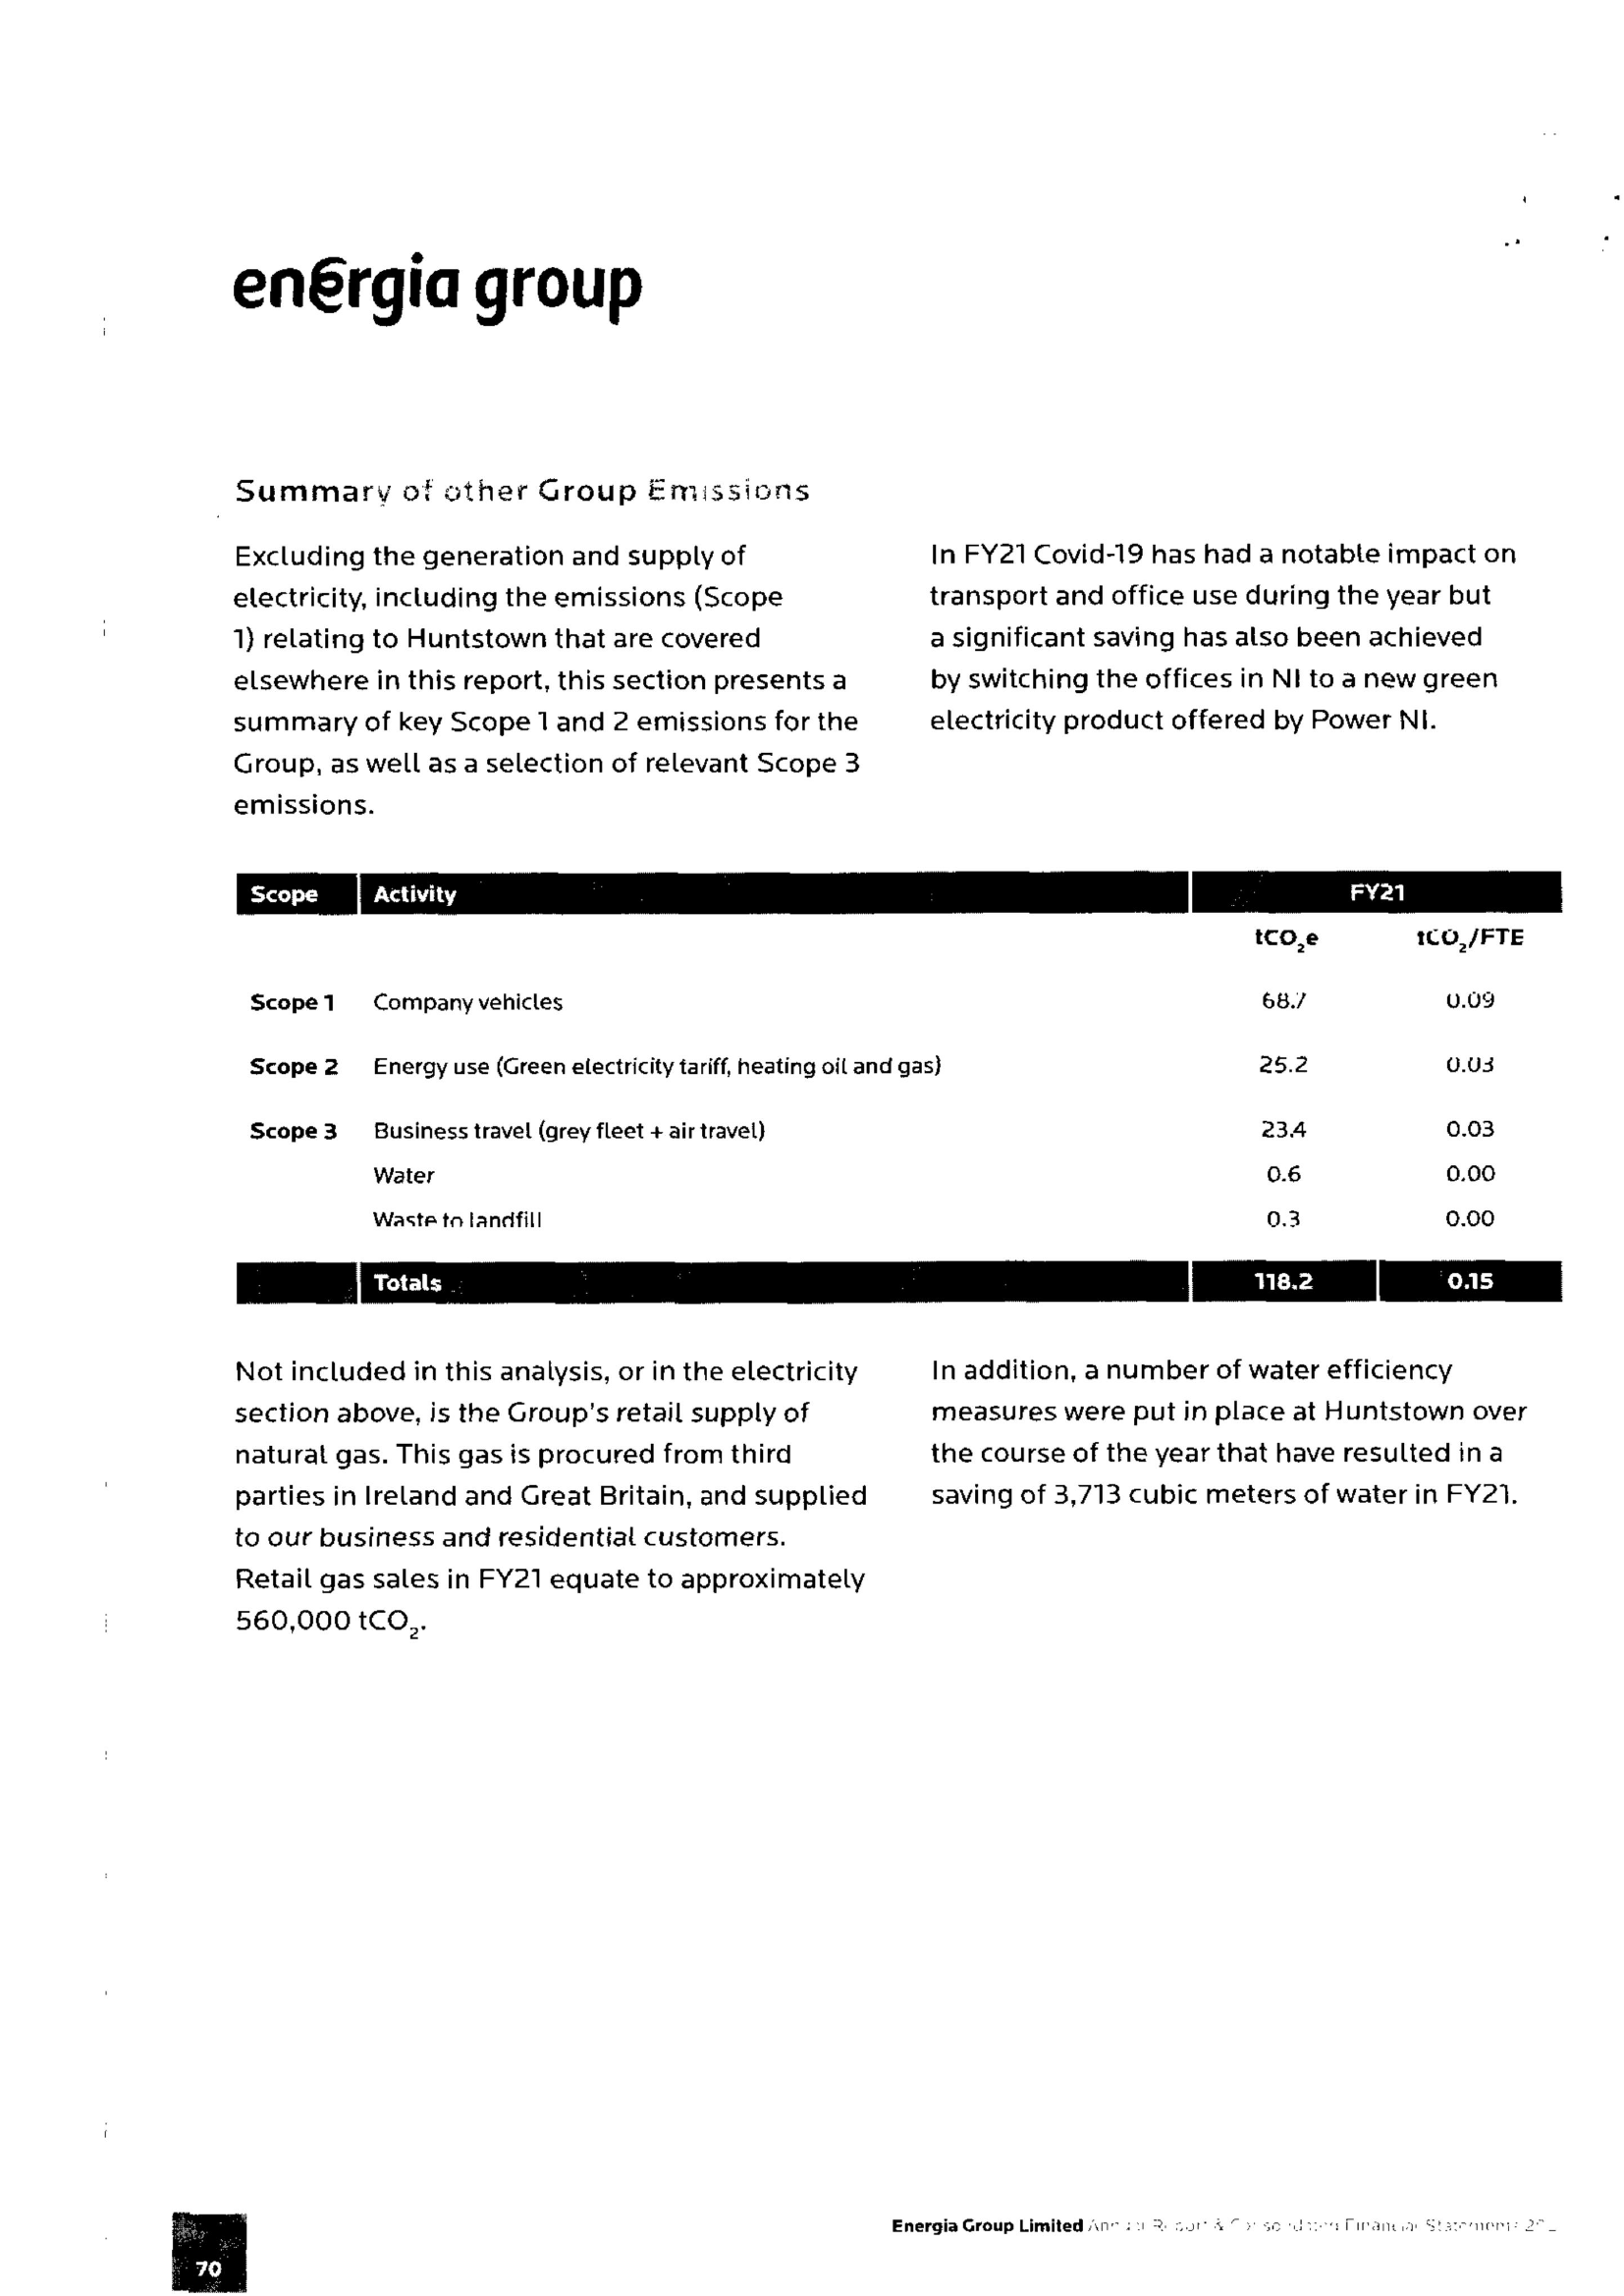 energia group
Summary of other Group Emissions
Excluding the generation and supply of
electricity, including the emissions (Scope
1) relating to Huntstown that are covered
elsewhere in this report, this section presents a
summary of key Scope 1 and 2 emissions for the
Group, as well as a selection of relevant Scope 3
emissions.
In FY21 Covid-19 has had a notable impact on
transport and office use during the year but
a significant saving has also been achieved
by switching the offices in NI to a new green
electricity product offered by Power NI.
Scope Activity FY21
tCO₂e tCO₂/FTE
Scope 1 Company vehicles 68.7 0.09
Scope 2 Energy use (Green electricity tariff, heating oil and gas) 25.2 0.03
Scope 3 Business travel (grey fleet + air travel) 23.4 0.03
Water 0.6 0.00
Waste to landfill 0.3 0.00
Totals 118.2 0.15
Not included in this analysis, or in the electricity
section above, is the Group's retail supply of
natural gas. This gas is procured from third
parties in Ireland and Great Britain, and supplied
to our business and residential customers.
Retail gas sales in FY21 equate to approximately
560,000 tCO₂.
In addition, a number of water efficiency
measures were put in place at Huntstown over
the course of the year that have resulted in a
saving of 3,713 cubic meters of water in FY21.
Energia Group Limited Annual Report & Consolidated Financial Statements
70